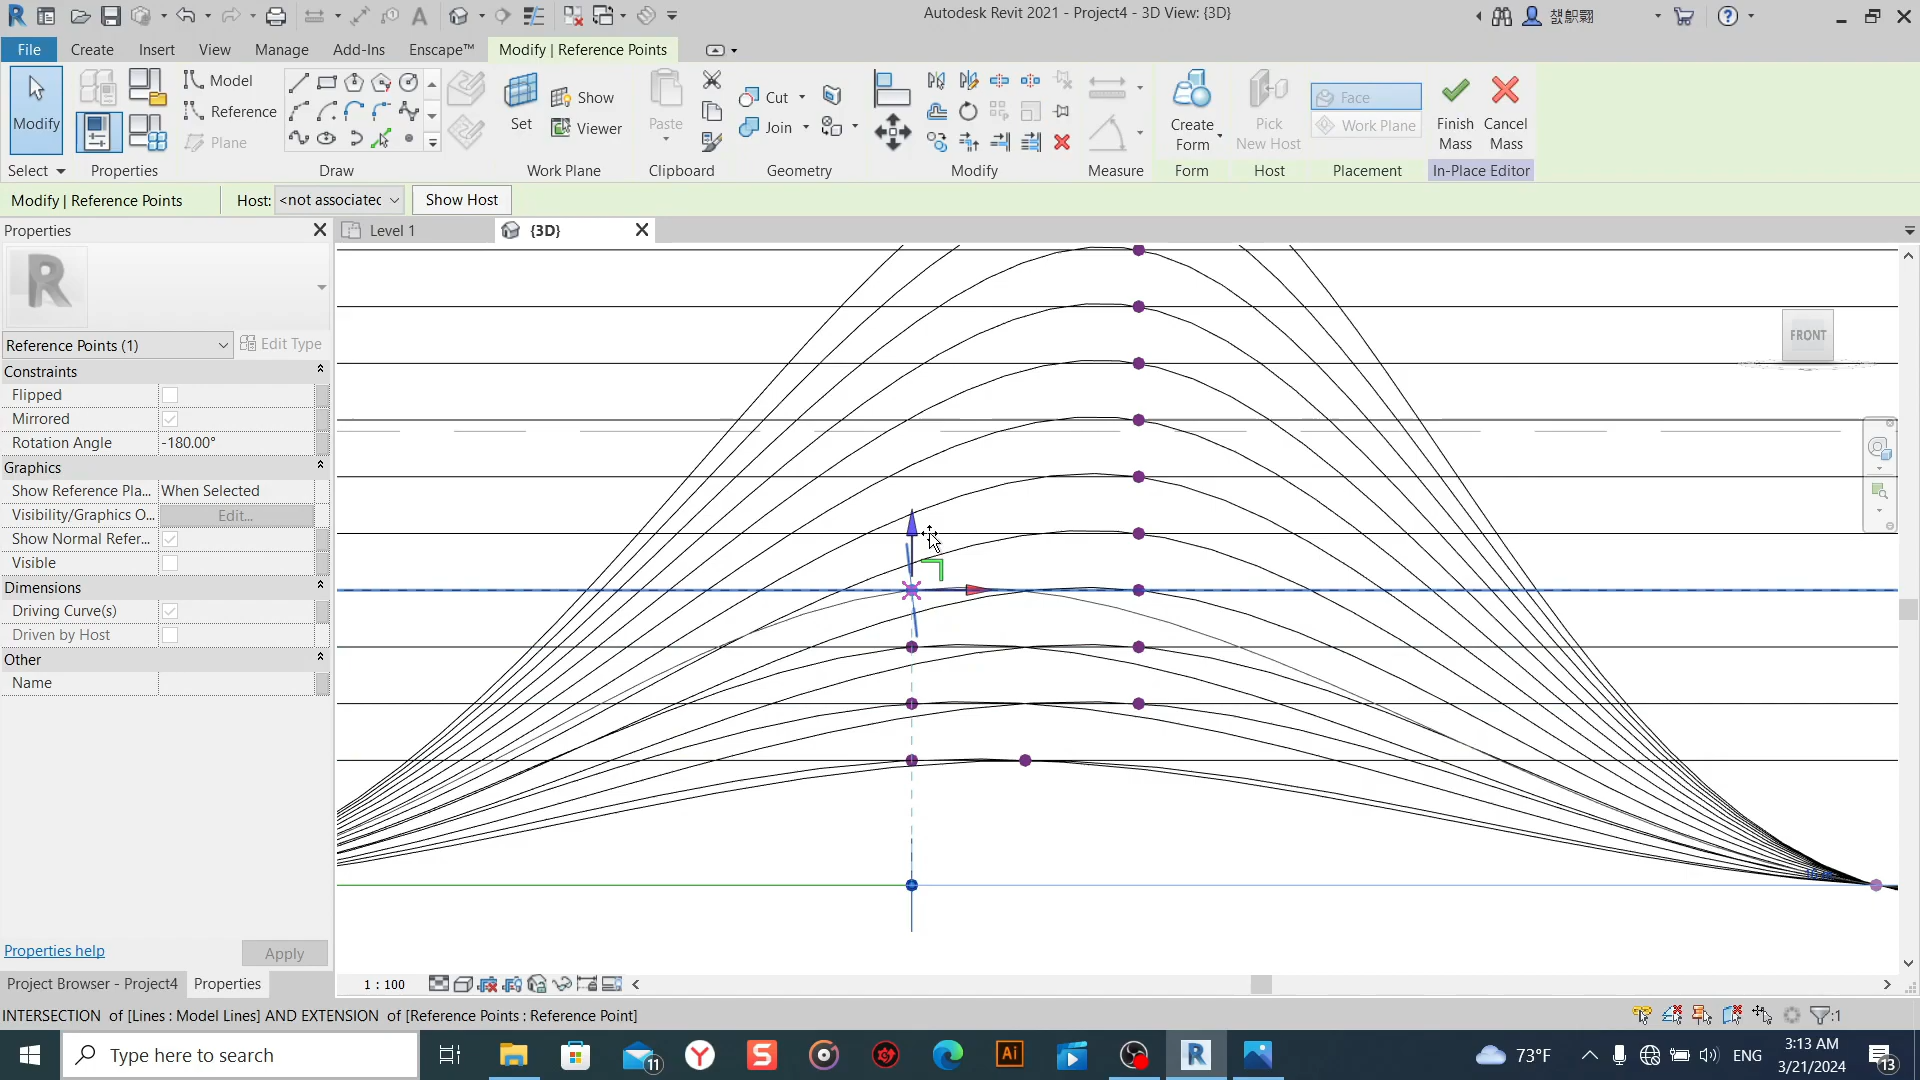 Autodesk Revit 2021 - Project4 - 3D View: {3D}
File
Create
Insert
View
Manage
Add-Ins
Enscape™
Modify | Reference Points
Modify
Model
Reference
Plane
Set
Show
Viewer
Paste
Cut
Join
Create
Form
Pick
New Host
Face
Work Plane
Finish
Mass
Cancel
Mass
Select
Properties
Draw
Work Plane
Clipboard
Geometry
Modify
Measure
Form
Host
Placement
In-Place Editor
Modify | Reference Points
Host:
<not associatec
Show Host
Properties
Level 1
{3D}
R
Reference Points (1)
Edit Type
Constraints
Flipped
Mirrored
Rotation Angle
-180.00°
Graphics
Show Reference Pla...
When Selected
Visibility/Graphics O...
Edit...
Show Normal Refer...
Visible
Dimensions
Driving Curve(s)
Driven by Host
Other
Name
FRONT
Properties help
Apply
Project Browser - Project4
Properties
1 : 100
INTERSECTION of [Lines : Model Lines] AND EXTENSION of [Reference Points : Reference Point]
:1
Type here to search
11
Ai
R
73°F
ENG
3:13 AM
3/21/2024
13